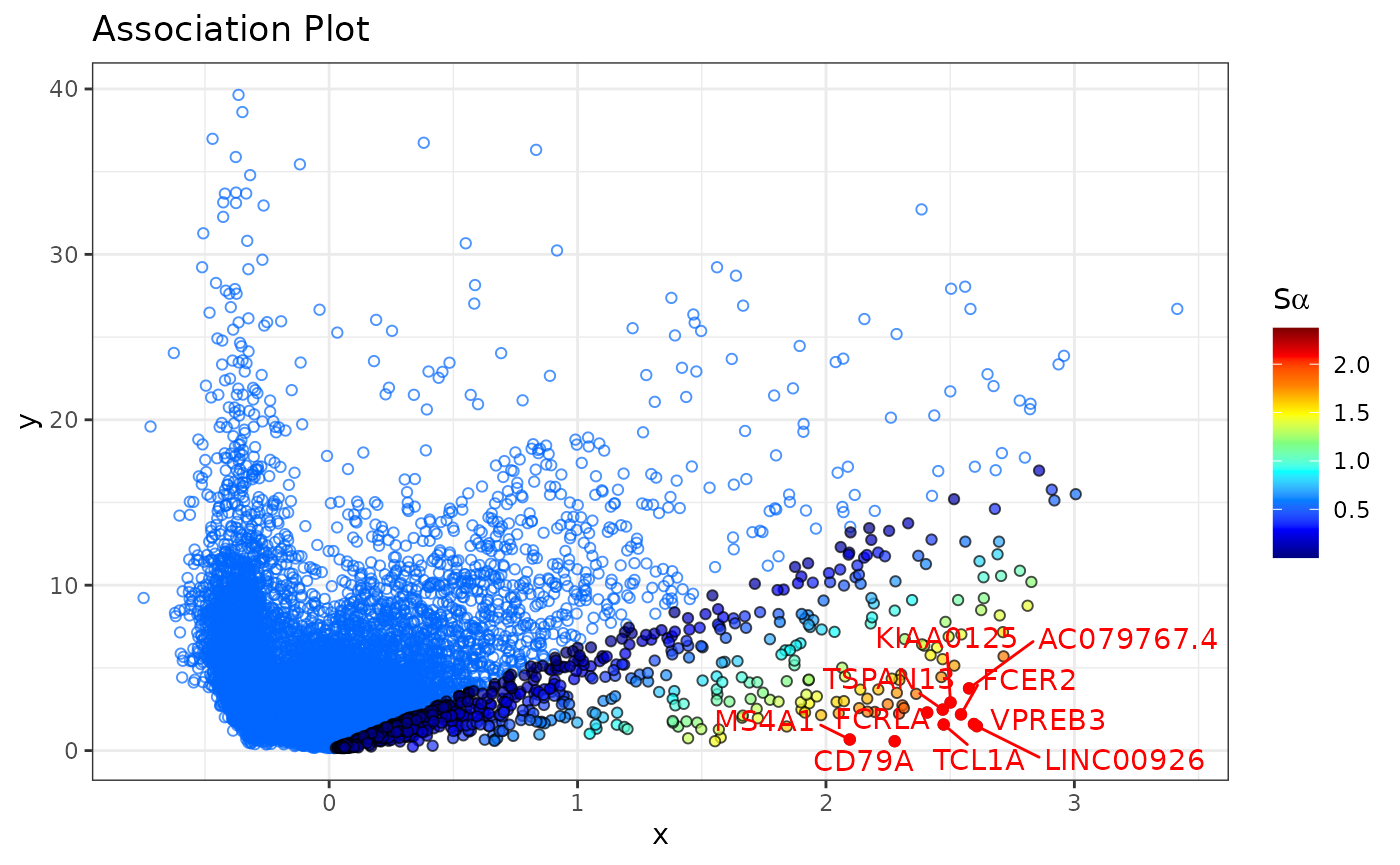 Association Plot
40
30
20
10
0
y
0
1
2
3
x
Sα
2.0
1.5
1.0
0.5
KIAA0125
AC079767.4
TSPAN13
FCER2
MS4A1
FCRLA
VPREB3
CD79A
TCL1A
LINC00926